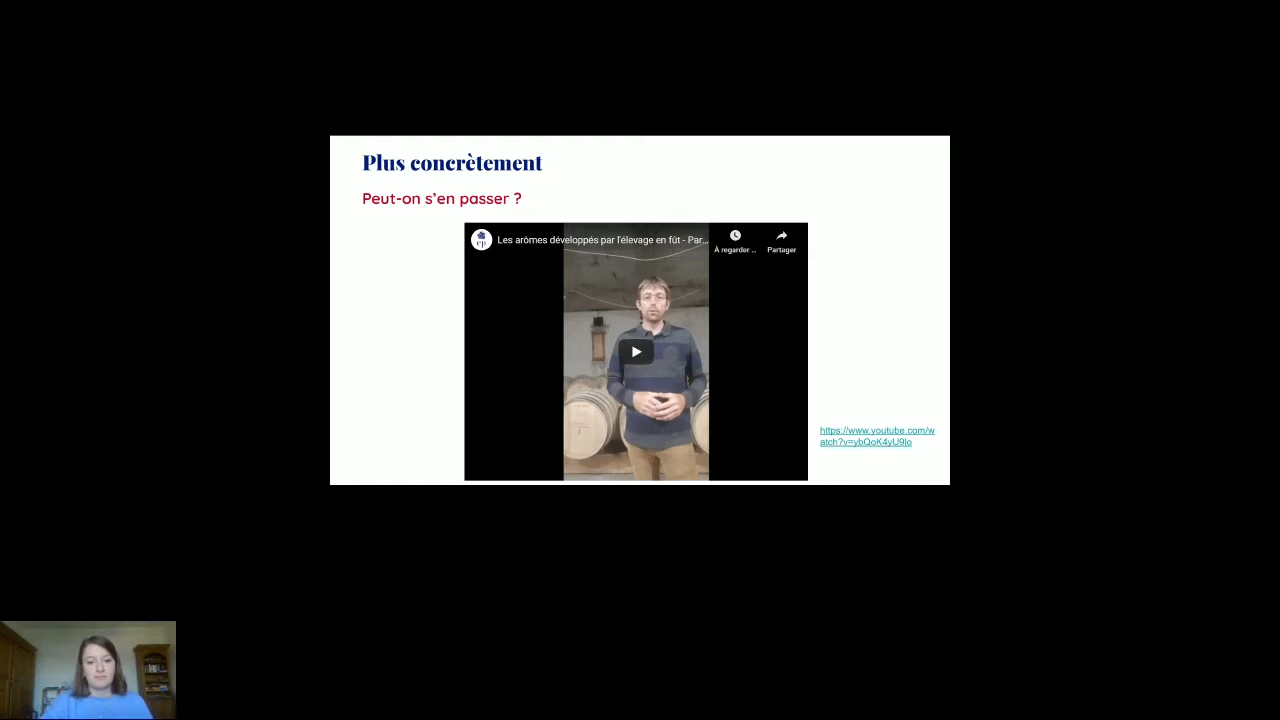 Plus concrètement
Peut-on s'en passer ?
cp
Les arômes développés par l'élevage en fût - Par...
À regarder ...
Partager
https://www.youtube.com/w
atch?v=ybQoK4yU9lo